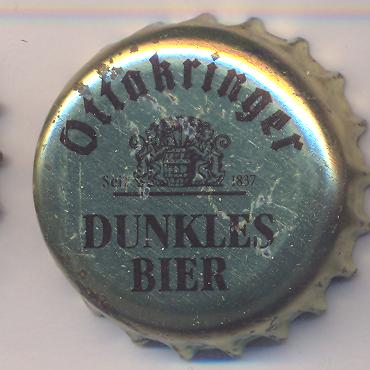 Ottakringer
Seit 1837
DUNKLES
BIER